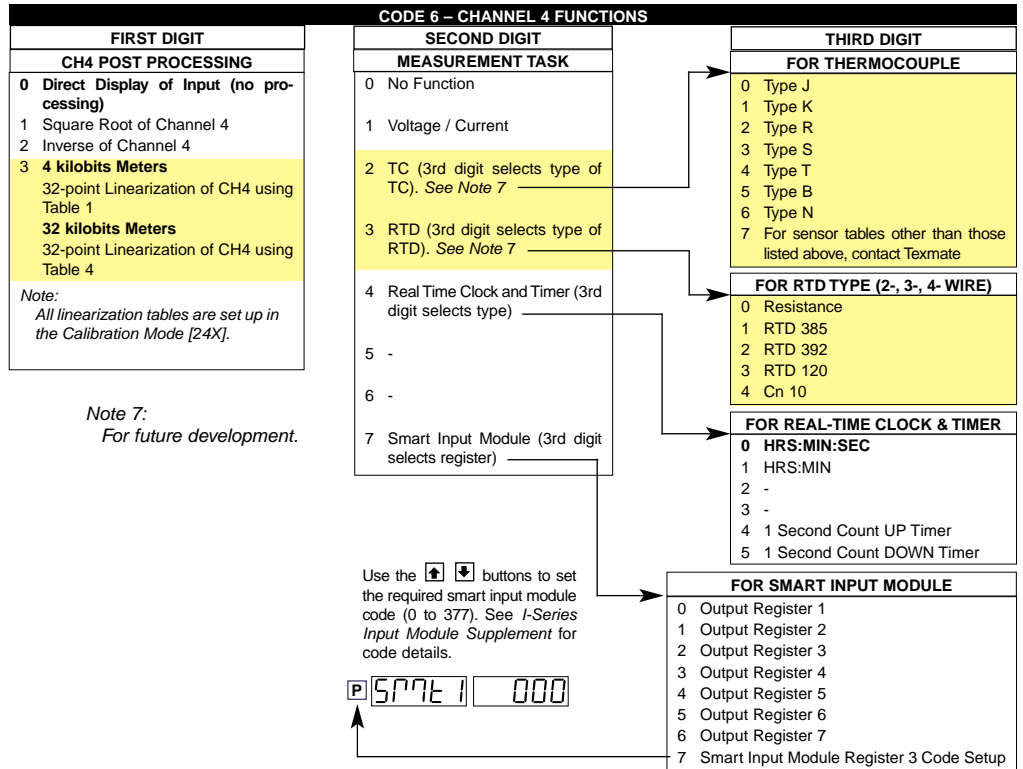 CODE 6 – CHANNEL 4 FUNCTIONS
FIRST DIGIT
CH4 POST PROCESSING
0 Direct Display of Input (no pro-
cessing)
1 Square Root of Channel 4
2 Inverse of Channel 4
3 4 kilobits Meters
32-point Linearization of CH4 using
Table 1
32 kilobits Meters
32-point Linearization of CH4 using
Table 4
Note:
All linearization tables are set up in
the Calibration Mode [24X].
Note 7:
For future development.
SECOND DIGIT
MEASUREMENT TASK
0 No Function
1 Voltage / Current
2 TC (3rd digit selects type of
TC). See Note 7
3 RTD (3rd digit selects type of
RTD). See Note 7
4 Real Time Clock and Timer (3rd
digit selects type)
5 -
6 -
7 Smart Input Module (3rd digit
selects register)
Use the buttons to set
the required smart input module
code (0 to 377). See I-Series
Input Module Supplement for
code details.
P SMt1 000
THIRD DIGIT
FOR THERMOCOUPLE
0 Type J
1 Type K
2 Type R
3 Type S
4 Type T
5 Type B
6 Type N
7 For sensor tables other than those
listed above, contact Texmate
FOR RTD TYPE (2-, 3-, 4- WIRE)
0 Resistance
1 RTD 385
2 RTD 392
3 RTD 120
4 Cn 10
FOR REAL-TIME CLOCK & TIMER
0 HRS:MIN:SEC
1 HRS:MIN
2 -
3 -
4 1 Second Count UP Timer
5 1 Second Count DOWN Timer
FOR SMART INPUT MODULE
0 Output Register 1
1 Output Register 2
2 Output Register 3
3 Output Register 4
4 Output Register 5
5 Output Register 6
6 Output Register 7
7 Smart Input Module Register 3 Code Setup